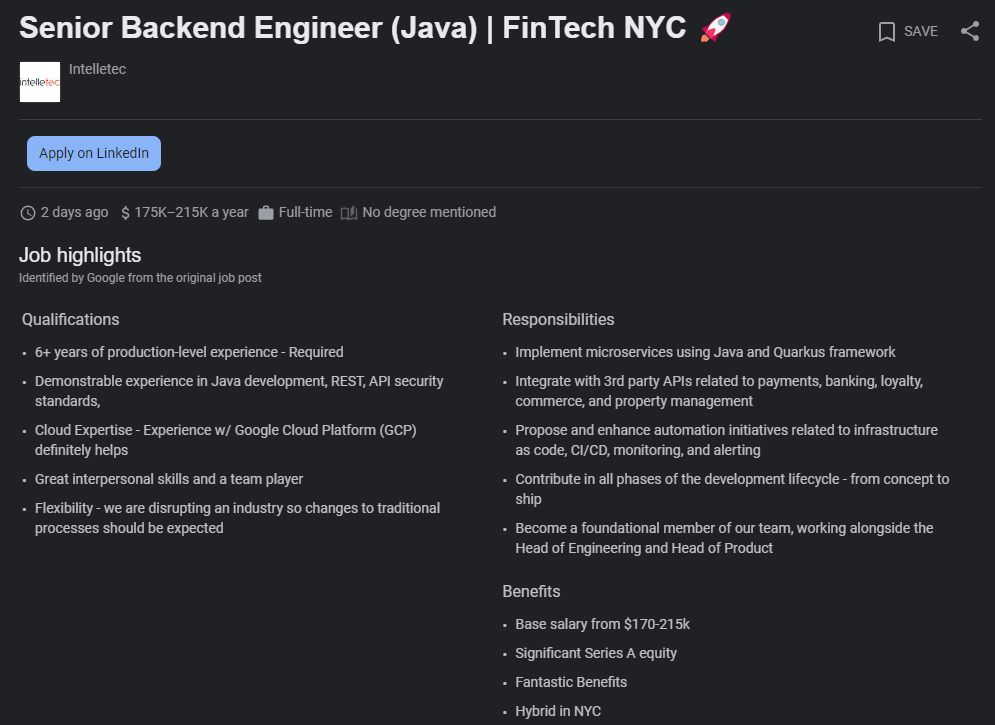 Senior Backend Engineer (Java) | FinTech NYC 🚀
SAVE
intelletec
Intelletec
Apply on LinkedIn
2 days ago
175K–215K a year
Full-time
No degree mentioned
Job highlights
Identified by Google from the original job post
Qualifications
• 6+ years of production-level experience - Required
• Demonstrable experience in Java development, REST, API security
standards,
• Cloud Expertise - Experience w/ Google Cloud Platform (GCP)
definitely helps
• Great interpersonal skills and a team player
• Flexibility - we are disrupting an industry so changes to traditional
processes should be expected
Responsibilities
• Implement microservices using Java and Quarkus framework
• Integrate with 3rd party APIs related to payments, banking, loyalty,
commerce, and property management
• Propose and enhance automation initiatives related to infrastructure
as code, CI/CD, monitoring, and alerting
• Contribute in all phases of the development lifecycle - from concept to
ship
• Become a foundational member of our team, working alongside the
Head of Engineering and Head of Product
Benefits
• Base salary from $170-215k
• Significant Series A equity
• Fantastic Benefits
• Hybrid in NYC